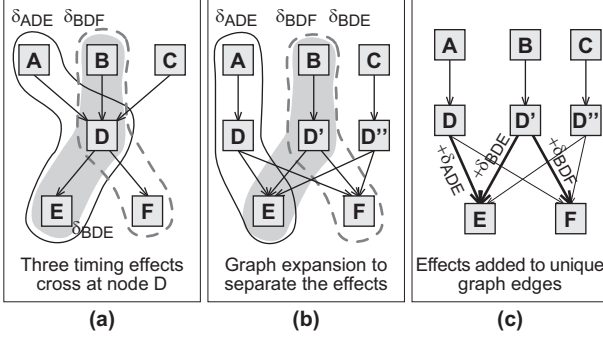 δADE δBDF
A B C
D
E F
δBDE
Three timing effects
cross at node D
(a)
δADE δBDF δBDE
A B C
D D' D''
E F
Graph expansion to
separate the effects
(b)
A B C
D D' D''
+δADE +δBDE +δBDF
E F
Effects added to unique
graph edges
(c)